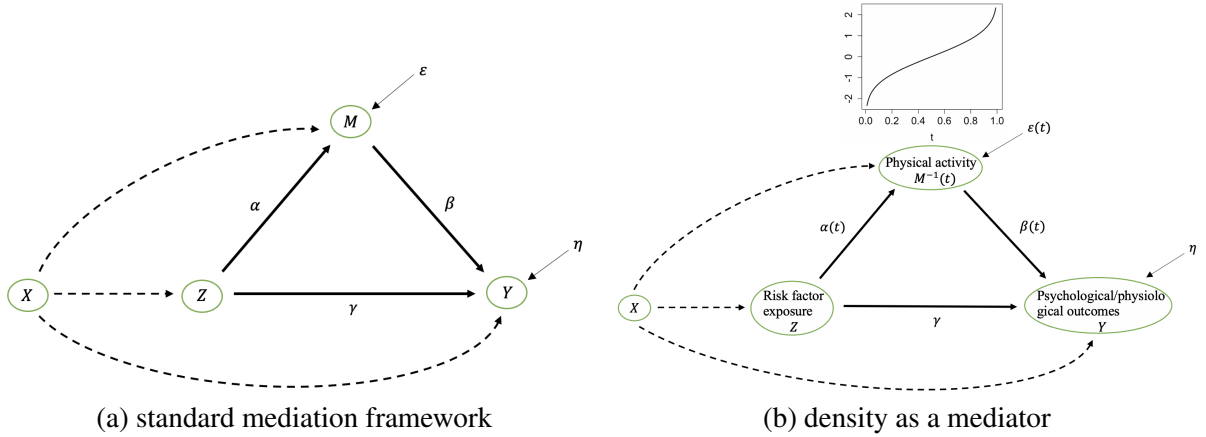 ε
M
α
β
η
X
Z
Y
γ
(a) standard mediation framework
2
1
0
-1
-2
0.0 0.2 0.4 0.6 0.8 1.0
t
ε(t)
Physical activity
M⁻¹(t)
α(t)
β(t)
η
X
Risk factor
exposure
Z
γ
Psychological/physiolo
gical outcomes
Y
(b) density as a mediator